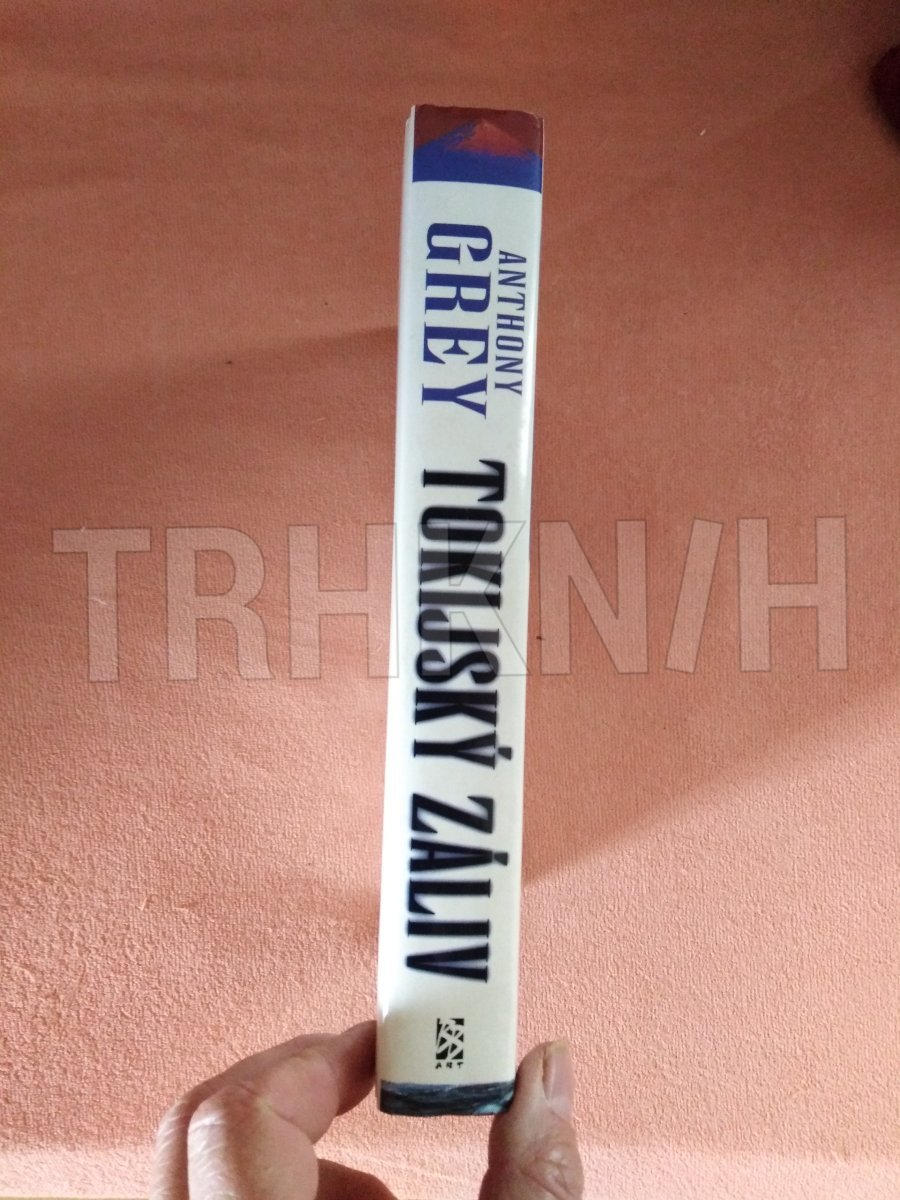 ANTHONY
GREY
TOKIJSKÝ ZÁLIV
ART
TRHKNIH